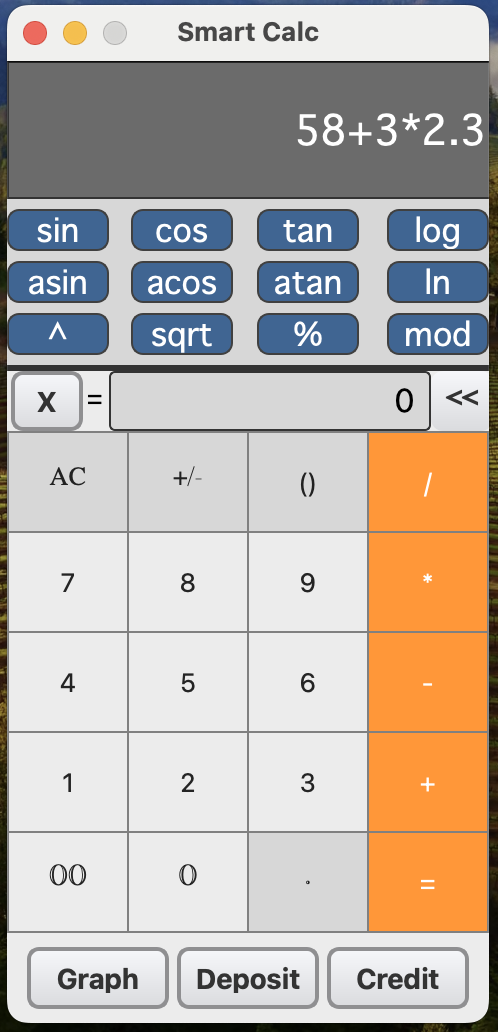 Smart Calc
58+3*2.3
sin cos tan log
asin acos atan ln
^ sqrt % mod
X = 0 <<
AC +/- () /
7 8 9 *
4 5 6 -
1 2 3 +
00 0 . =
Graph Deposit Credit